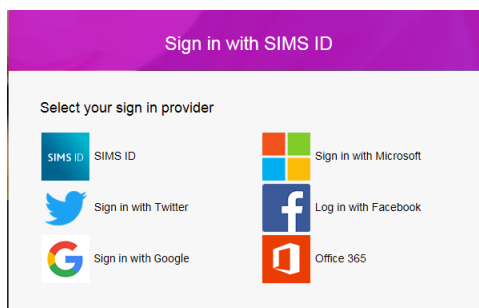 Sign in with SIMS ID
Select your sign in provider
SIMS ID SIMS ID
Sign in with Microsoft
Sign in with Twitter
Log in with Facebook
Sign in with Google
Office 365